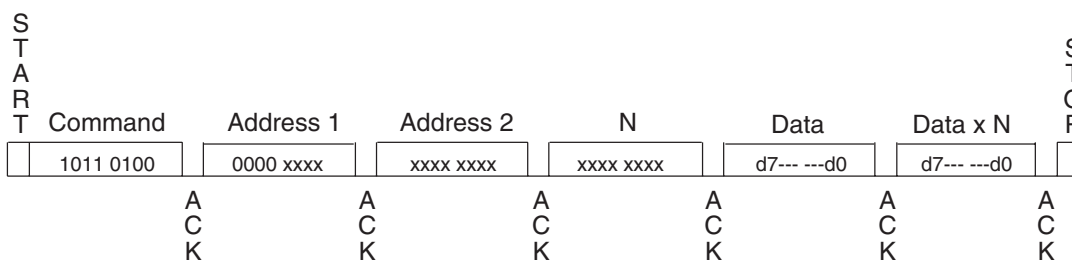 START
Command Address 1 Address 2 N Data Data x N
1011 0100 0000 xxxx xxxx xxxx xxxx xxxx d7--- ---d0 d7--- ---d0
ACK ACK ACK ACK ACK ACK